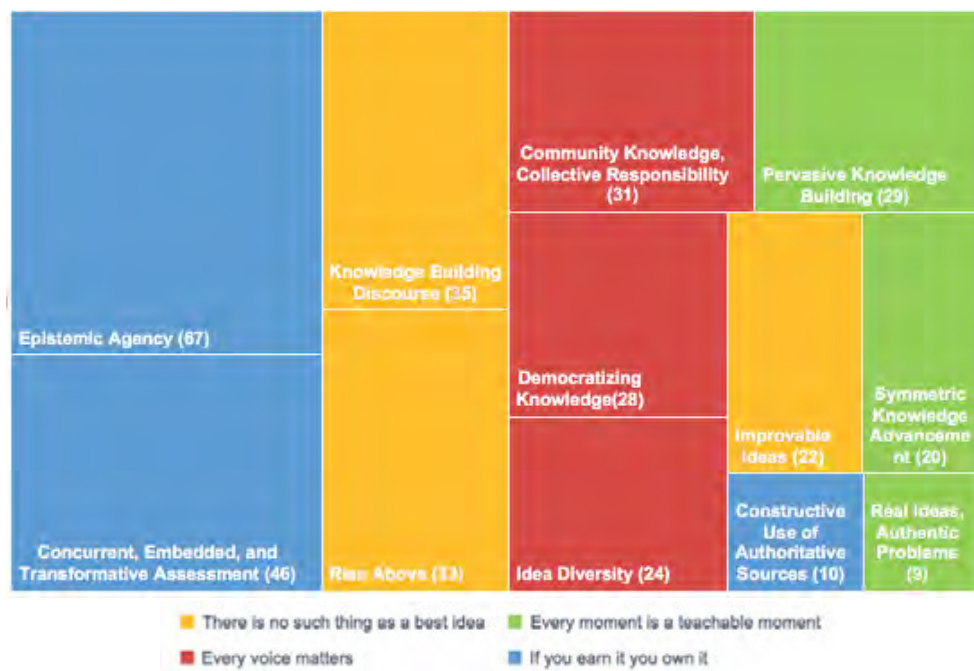 Epistemic Agency (67)
Concurrent, Embedded, and
Transformative Assessment (46)
Knowledge Building
Discourse (35)
Rise Above (33)
Community Knowledge,
Collective Responsibility
(31)
Pervasive Knowledge
Building (29)
Democratizing
Knowledge(28)
Idea Diversity (24)
Improvable
Ideas (22)
Symmetric
Knowledge
Advanceme
nt (20)
Constructive
Use of
Authoritative
Sources (10)
Real Ideas,
Authentic
Problems
(9)
There is no such thing as a best idea
Every moment is a teachable moment
Every voice matters
If you earn it you own it